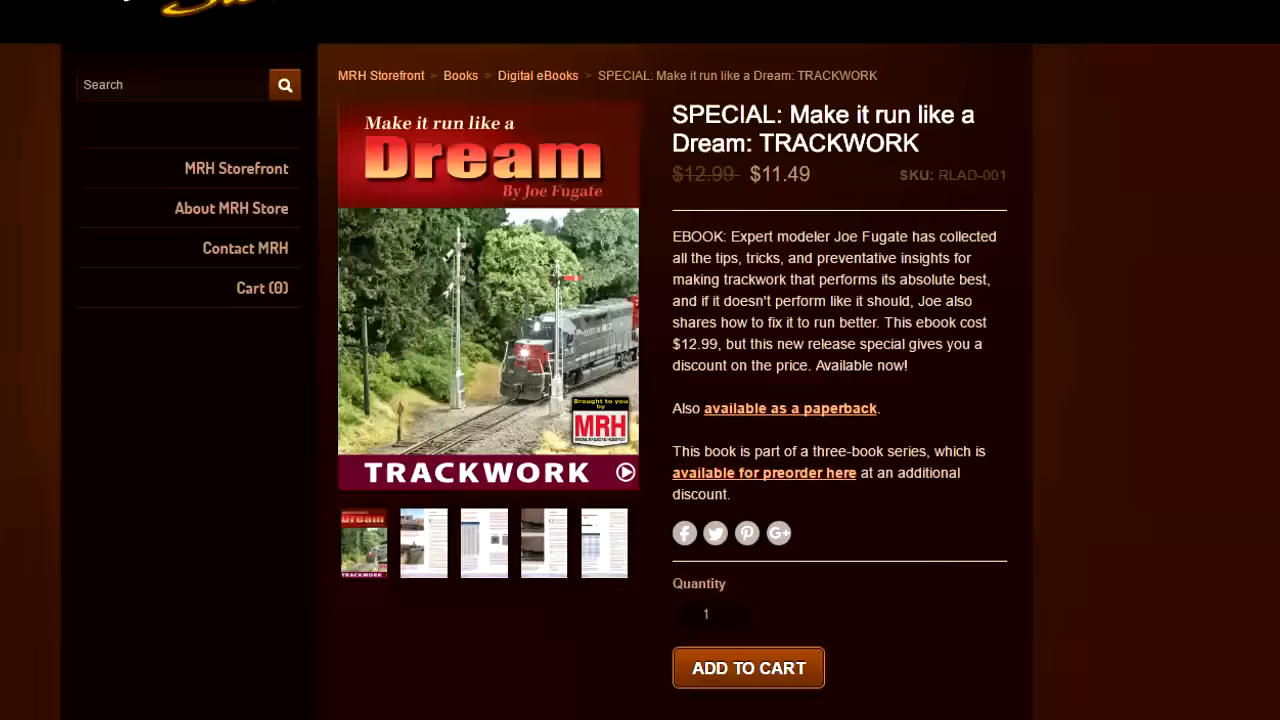 Search
MRH Storefront
About MRH Store
Contact MRH
Cart (0)
MRH Storefront > Books > Digital eBooks > SPECIAL: Make it run like a Dream: TRACKWORK
Make it run like a
Dream
By Joe Fugate
Brought to you
by
MRH
TRACKWORK
Dream
TRACKWORK
SPECIAL: Make it run like a
Dream: TRACKWORK
$12.99 $11.49
SKU: RLAD-001
EBOOK: Expert modeler Joe Fugate has collected
all the tips, tricks, and preventative insights for
making trackwork that performs its absolute best,
and if it doesn't perform like it should, Joe also
shares how to fix it to run better. This ebook cost
$12.99, but this new release special gives you a
discount on the price. Available now!
Also available as a paperback.
This book is part of a three-book series, which is
available for preorder here at an additional
discount.
Quantity
1
ADD TO CART